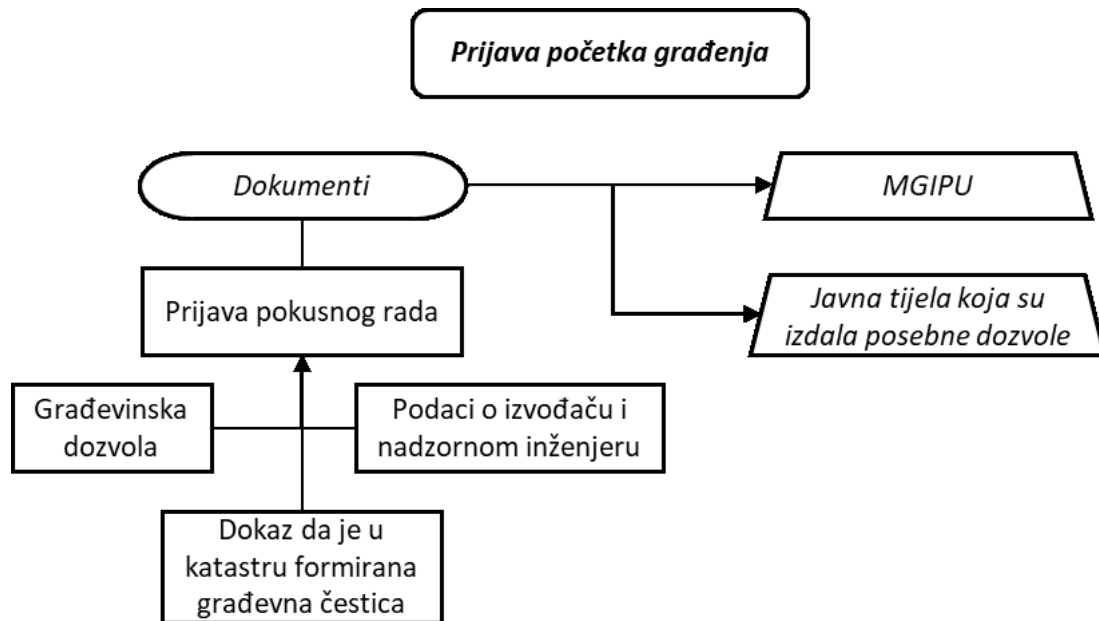 Prijava početka građenja
Dokumenti
MGIPU
Prijava pokusnog rada
Javna tijela koja su
izdala posebne dozvole
Građevinska
dozvola
Podaci o izvođaču i
nadzornom inženjeru
Dokaz da je u
katastru formirana
građevna čestica